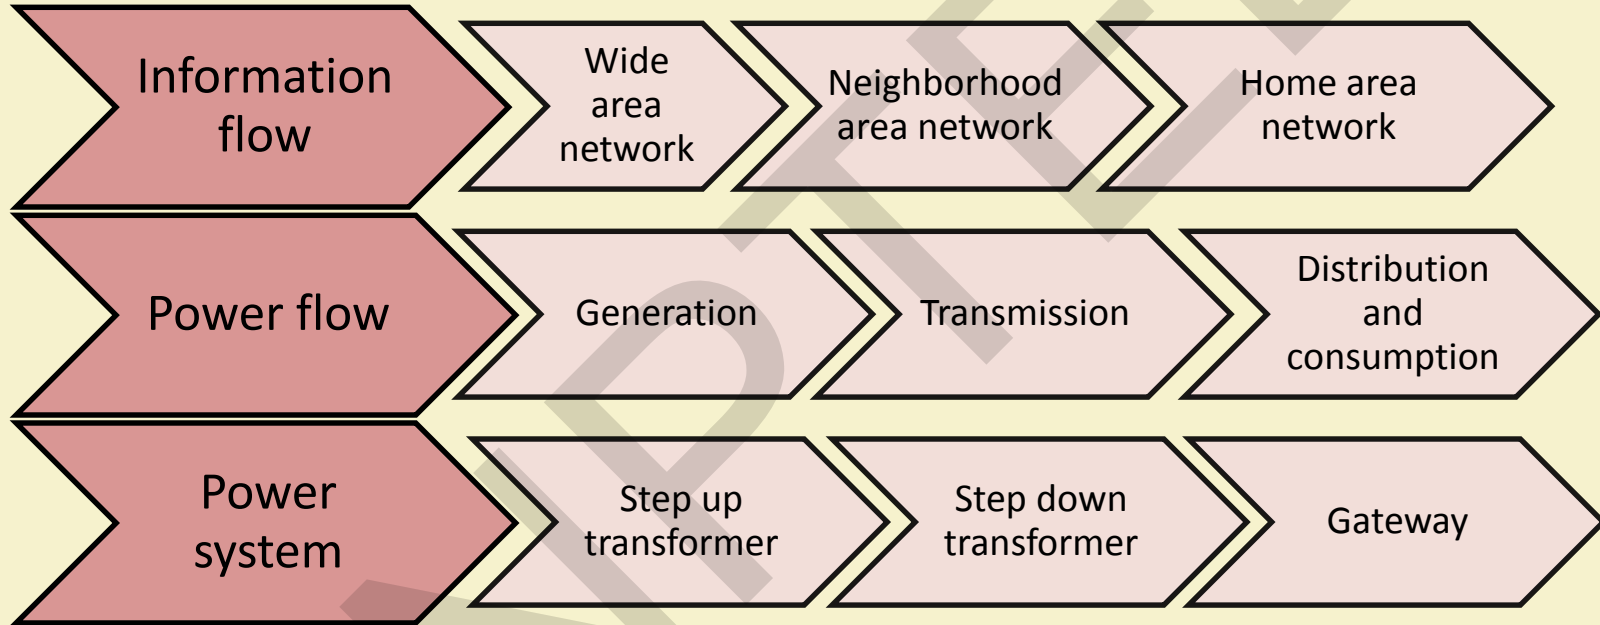 Information
flow
Wide
area
network
Neighborhood
area network
Home area
network
Power flow
Generation
Transmission
Distribution
and
consumption
Power
system
Step up
transformer
Step down
transformer
Gateway
NPTEL